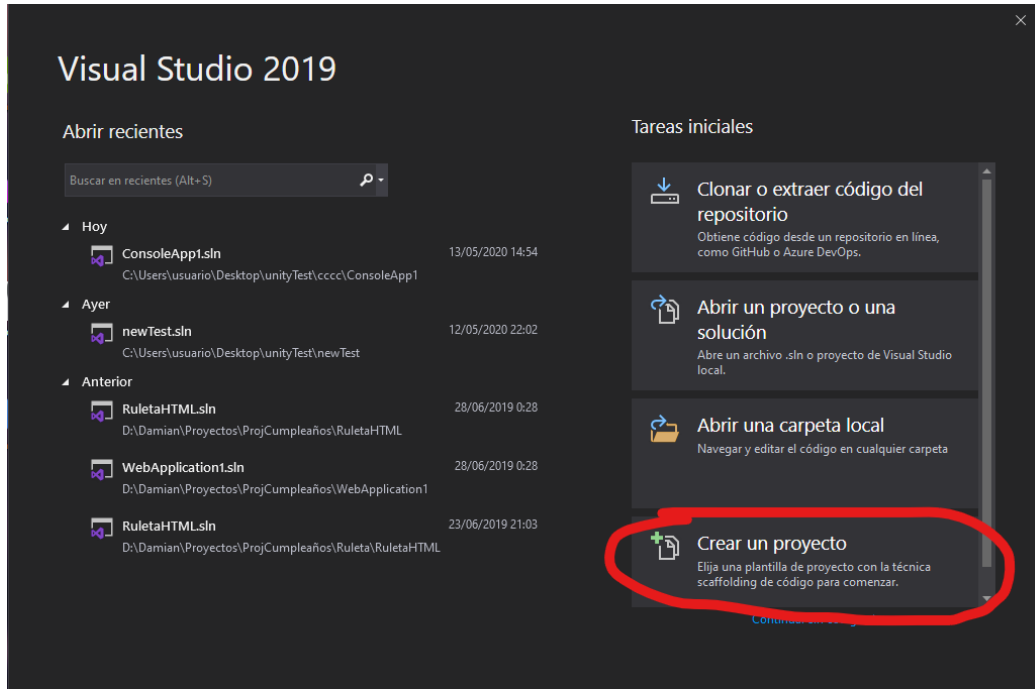 Visual Studio 2019
Abrir recientes
Buscar en recientes (Alt+S)
Hoy
ConsoleApp1.sln 13/05/2020 14:54
C:\Users\usuario\Desktop\unityTest\cccc\ConsoleApp1
Ayer
newTest.sln 12/05/2020 22:02
C:\Users\usuario\Desktop\unityTest\newTest
Anterior
RuletaHTML.sln 28/06/2019 0:28
D:\Damian\Proyectos\ProjCumpleaños\RuletaHTML
WebApplication1.sln 28/06/2019 0:28
D:\Damian\Proyectos\ProjCumpleaños\WebApplication1
RuletaHTML.sln 23/06/2019 21:03
D:\Damian\Proyectos\ProjCumpleaños\Ruleta\RuletaHTML
Tareas iniciales
Clonar o extraer código del
repositorio
Obtiene código desde un repositorio en línea,
como GitHub o Azure DevOps.
Abrir un proyecto o una
solución
Abre un archivo .sln o proyecto de Visual Studio
local.
Abrir una carpeta local
Navegar y editar el código en cualquier carpeta
Crear un proyecto
Elija una plantilla de proyecto con la técnica
scaffolding de código para comenzar.